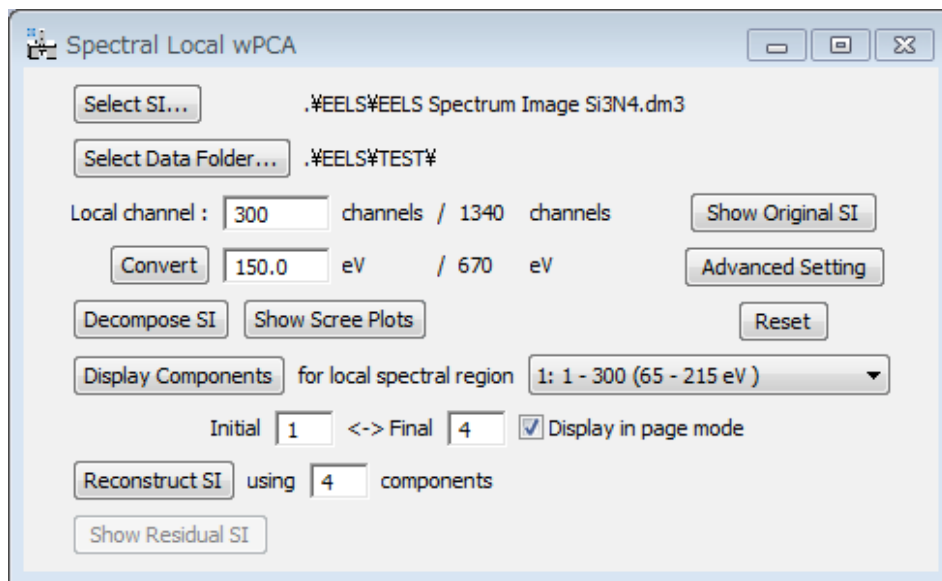 Spectral Local wPCA
Select SI... .¥EELS¥EELS Spectrum Image Si3N4.dm3
Select Data Folder... .¥EELS¥TEST¥
Local channel : 300 channels / 1340 channels Show Original SI
Convert 150.0 eV / 670 eV Advanced Setting
Decompose SI Show Scree Plots Reset
Display Components for local spectral region 1: 1 - 300 (65 - 215 eV )
Initial 1 <-> Final 4 Display in page mode
Reconstruct SI using 4 components
Show Residual SI